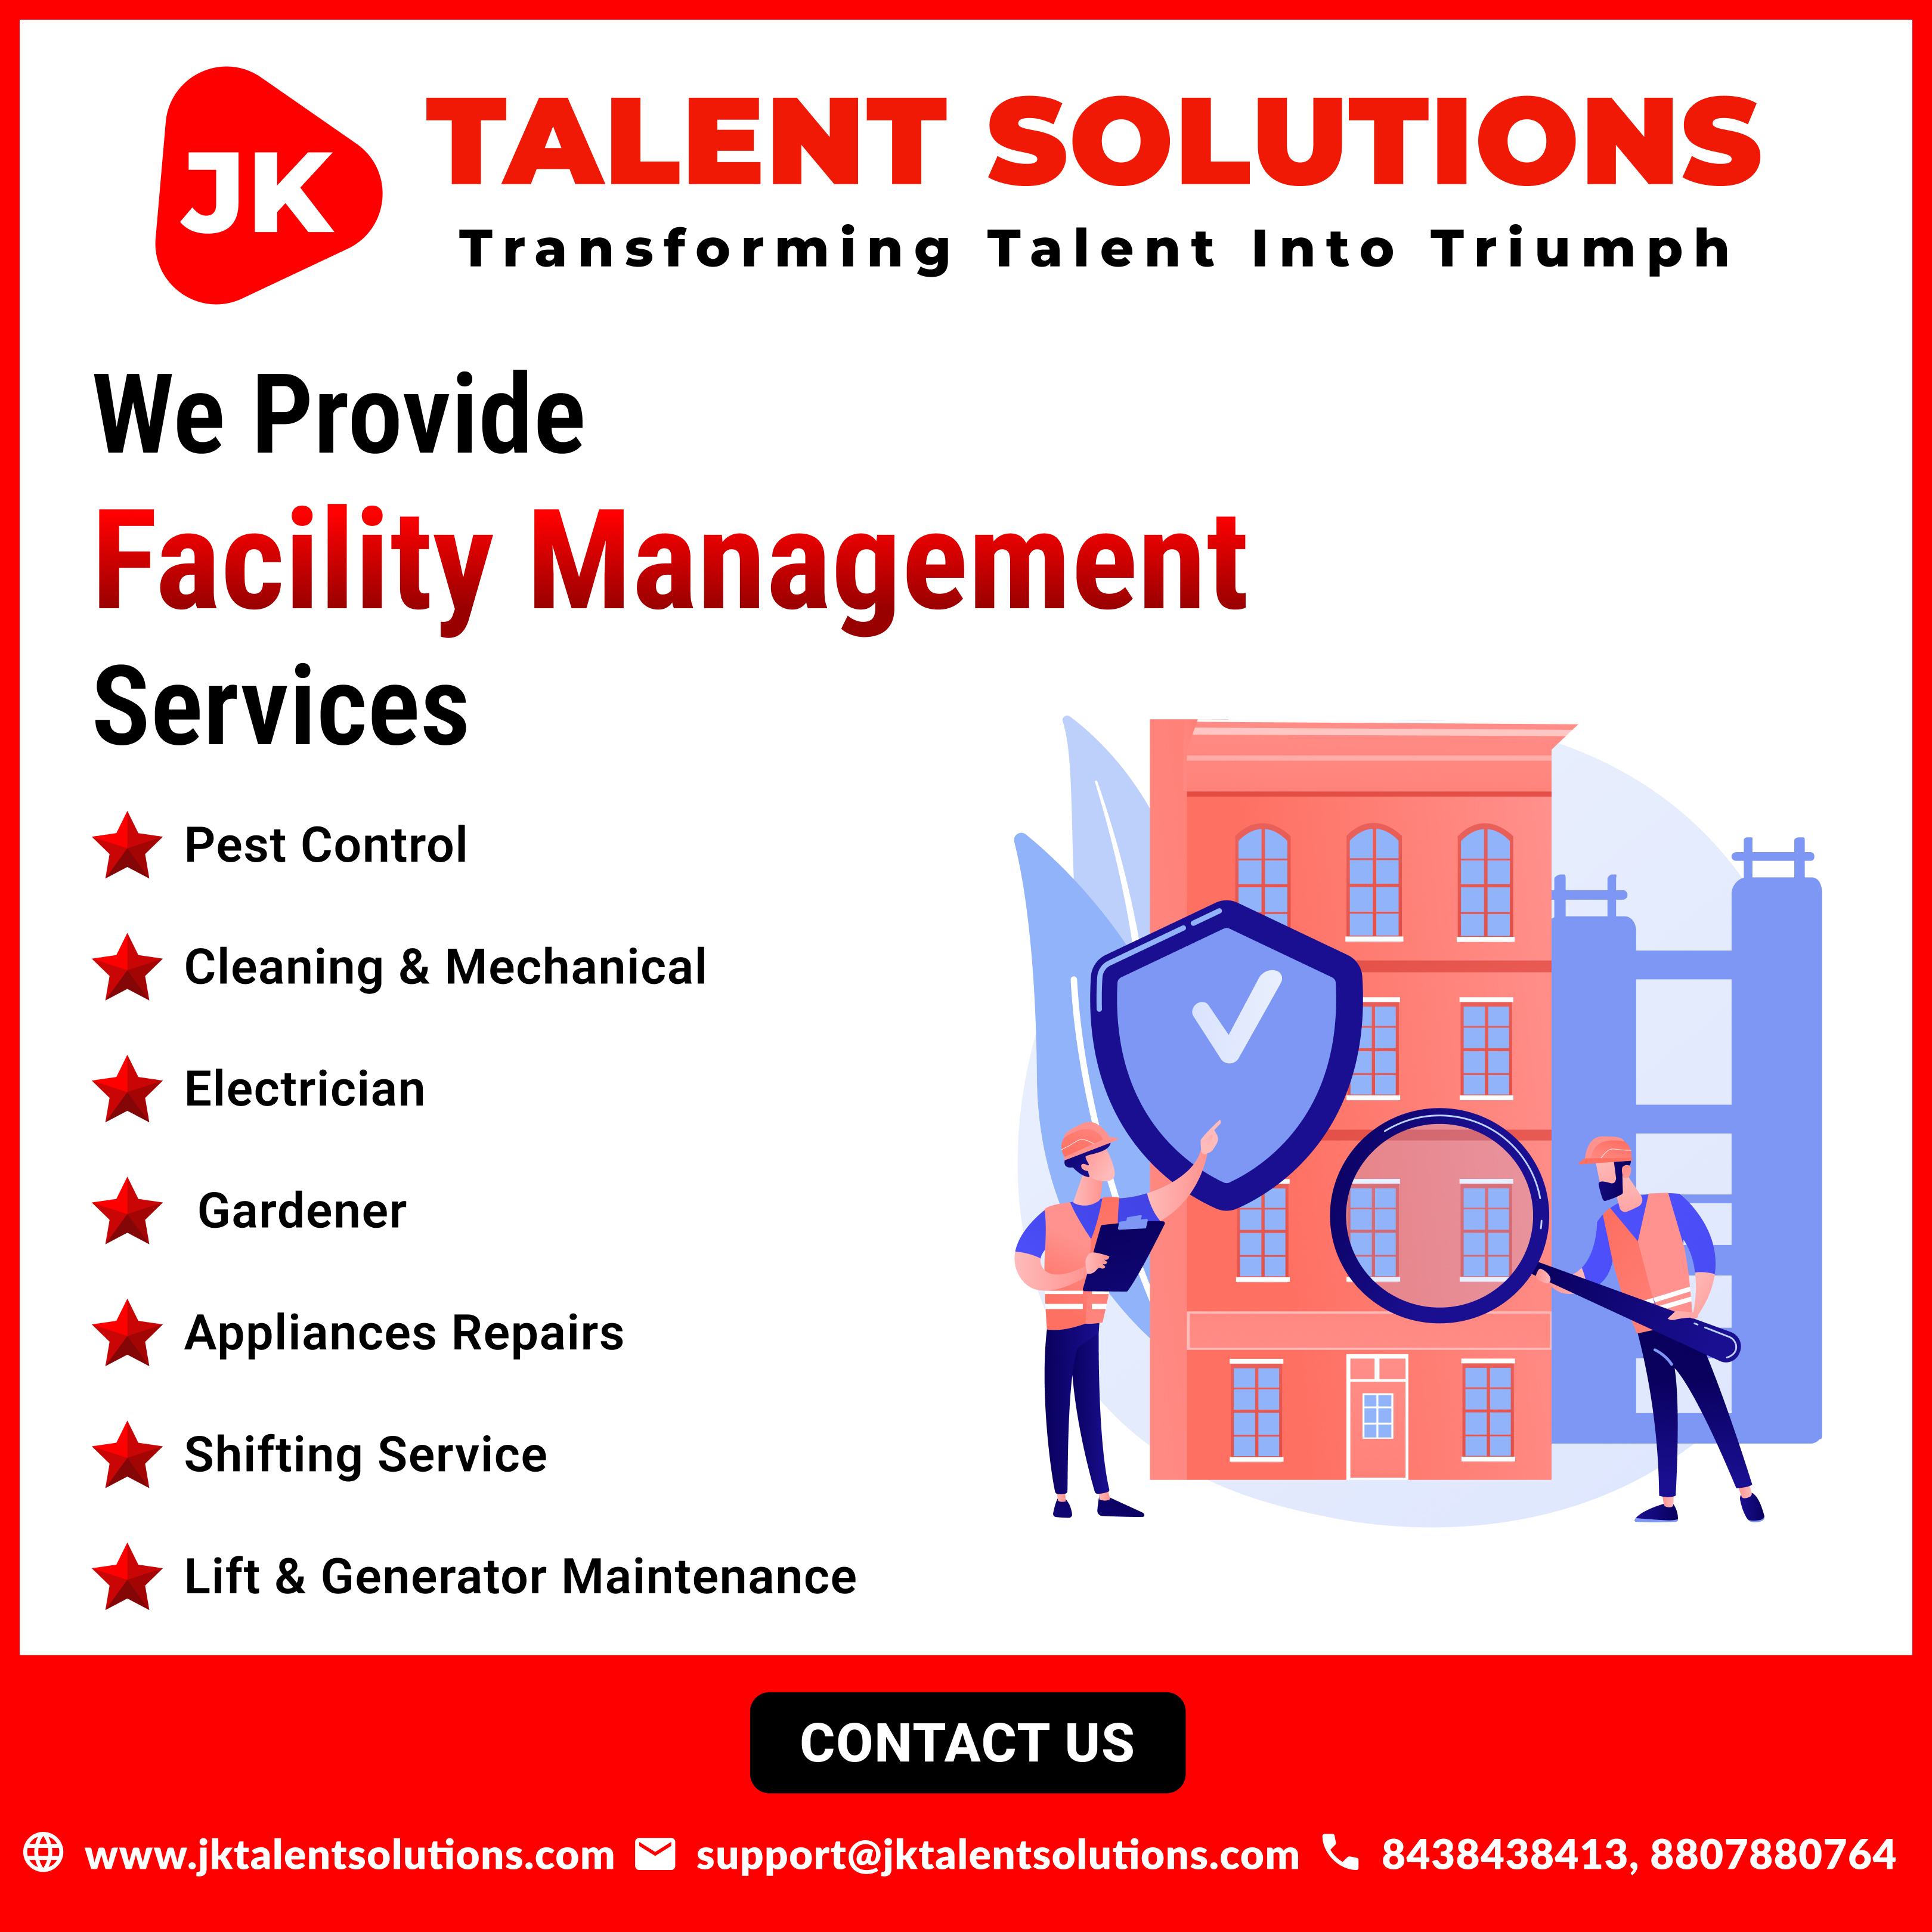 JK
TALENT SOLUTIONS
Transforming Talent Into Triumph
We Provide
Facility Management
Services
Pest Control
Cleaning & Mechanical
Electrician
Gardener
Appliances Repairs
Shifting Service
Lift & Generator Maintenance
CONTACT US
www.jktalentsolutions.com support@jktalentsolutions.com 8438438413, 8807880764